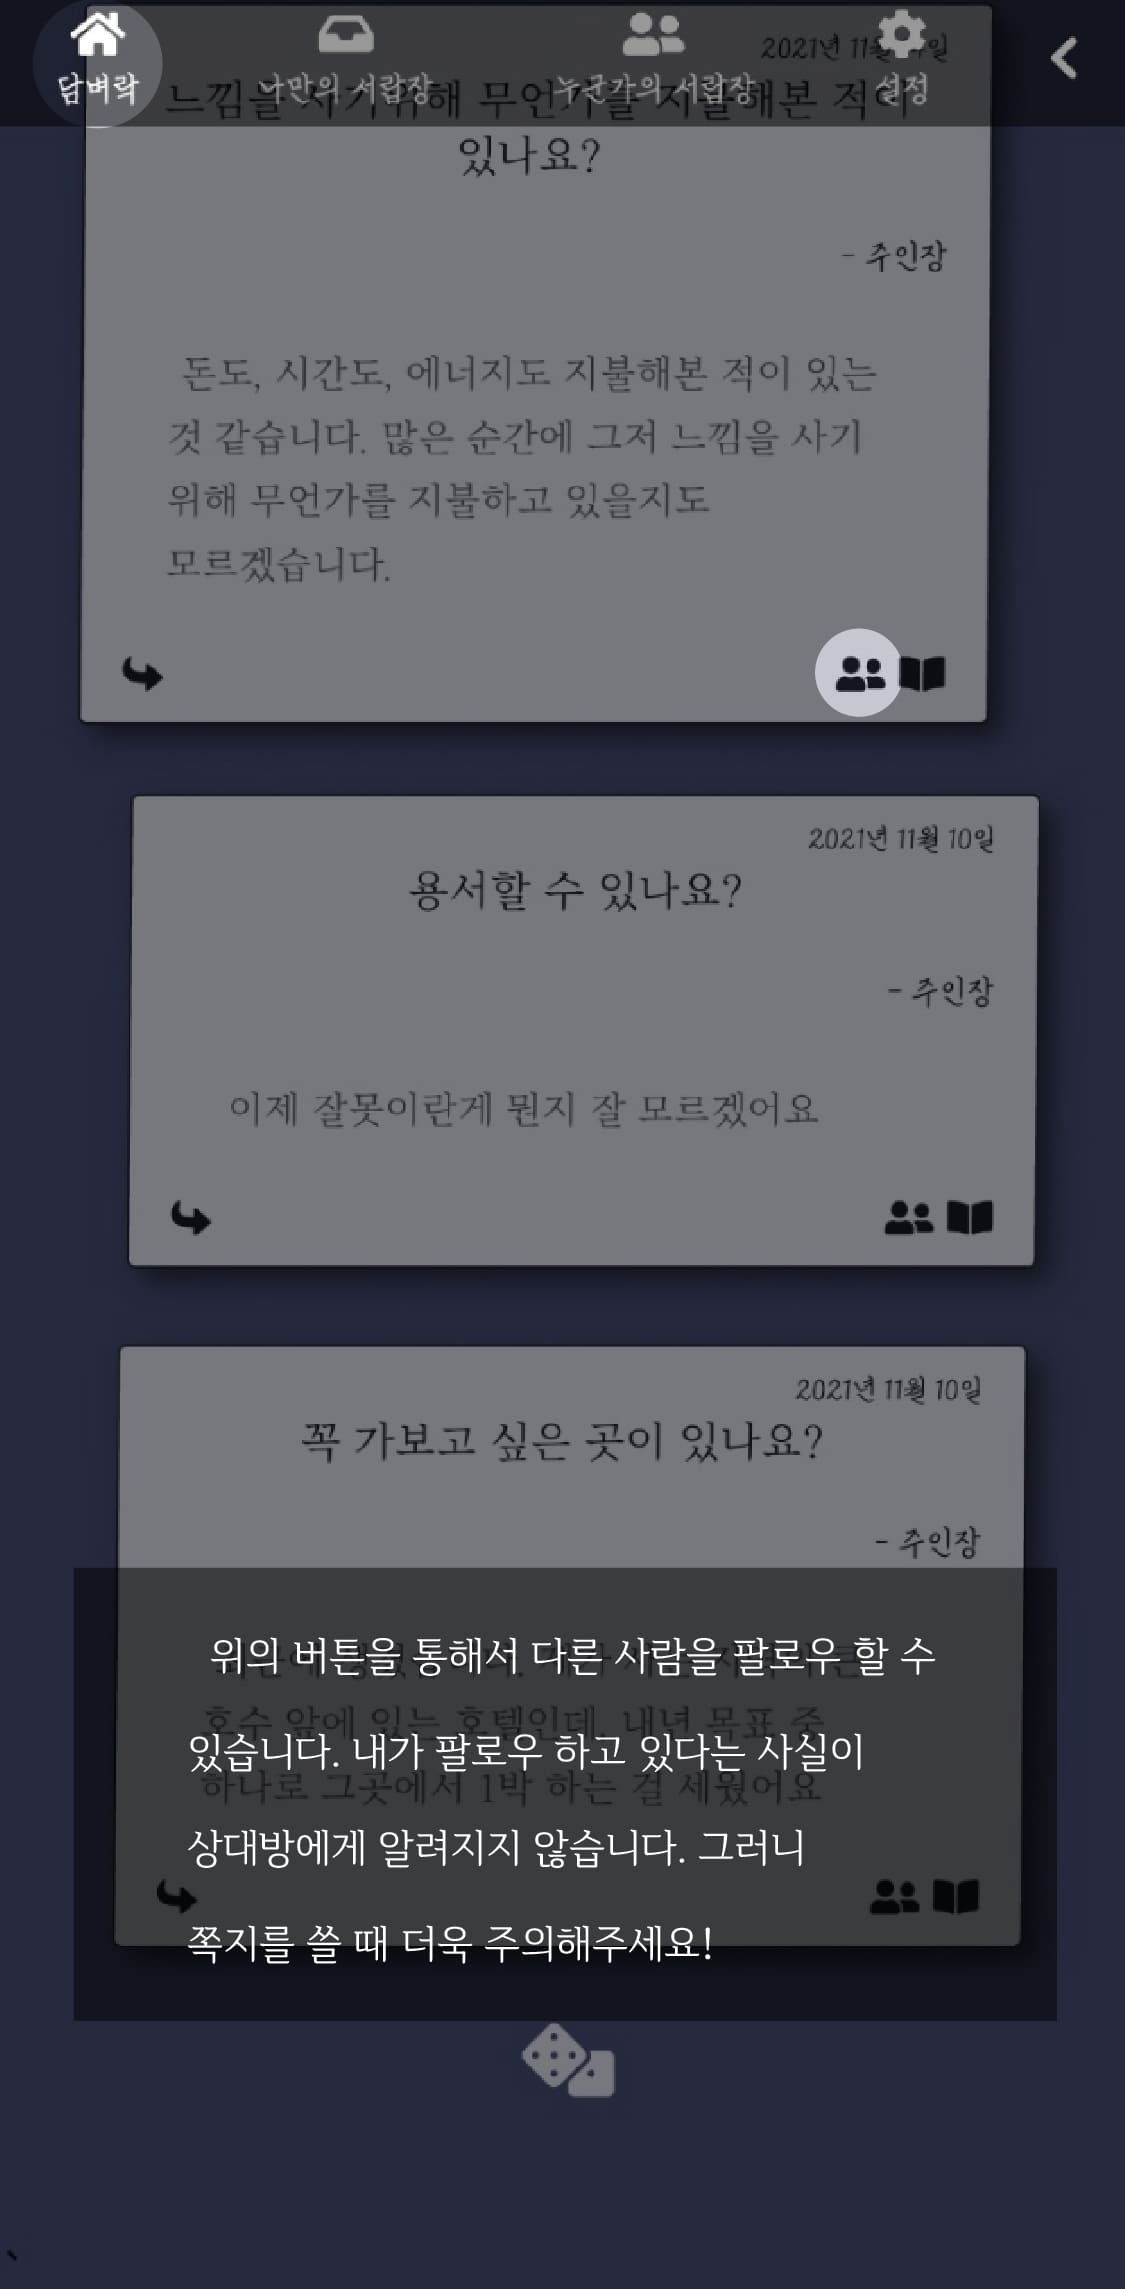 담벼락
나만의 서랍장
누군가의 서랍장
설정
2021년 11월
느낌을 사기위해 무언가를 지불해본 적이
있나요?
- 주인장
돈도, 시간도, 에너지도 지불해본 적이 있는
것 같습니다. 많은 순간에 그저 느낌을 사기
위해 무언가를 지불하고 있을지도
모르겠습니다.
2021년 11월 10일
용서할 수 있나요?
- 주인장
이제 잘못이란게 뭔지 잘 모르겠어요
2021년 11월 10일
꼭 가보고 싶은 곳이 있나요?
- 주인장
호수 앞에 있는 호텔인데, 내년 목표 중
하나로 그곳에서 1박 하는 걸 세웠어요
위의 버튼을 통해서 다른 사람을 팔로우 할 수
있습니다. 내가 팔로우 하고 있다는 사실이
상대방에게 알려지지 않습니다. 그러니
쪽지를 쓸 때 더욱 주의해주세요!